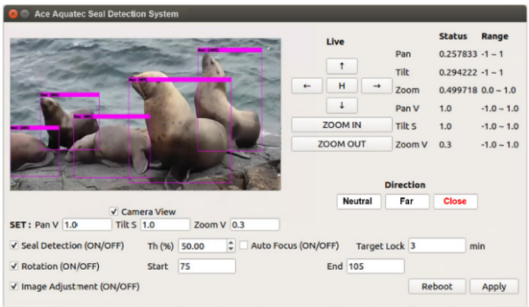 Ace Aquatec Seal Detection System
Live
Status Range
Pan 0.257833 -1 ~ 1
↑
Tilt 0.294222 -1 ~ 1
← H →
Zoom 0.499718 0.0 ~ 1.0
↓
Pan V 1.0 -1.0 ~ 1.0
ZOOM IN
Tilt S 1.0 -1.0 ~ 1.0
ZOOM OUT
Zoom V 0.3 -1.0 ~ 1.0
Direction
Neutral Far Close
Camera View
SET : Pan V 1.0 Tilt S 1.0 Zoom V 0.3
Seal Detection (ON/OFF) Th (%) 50.00 Auto Focus (ON/OFF) Target Lock 3 min
Rotation (ON/OFF) Start 75 End 105
Image Adjustment (ON/OFF) Reboot Apply